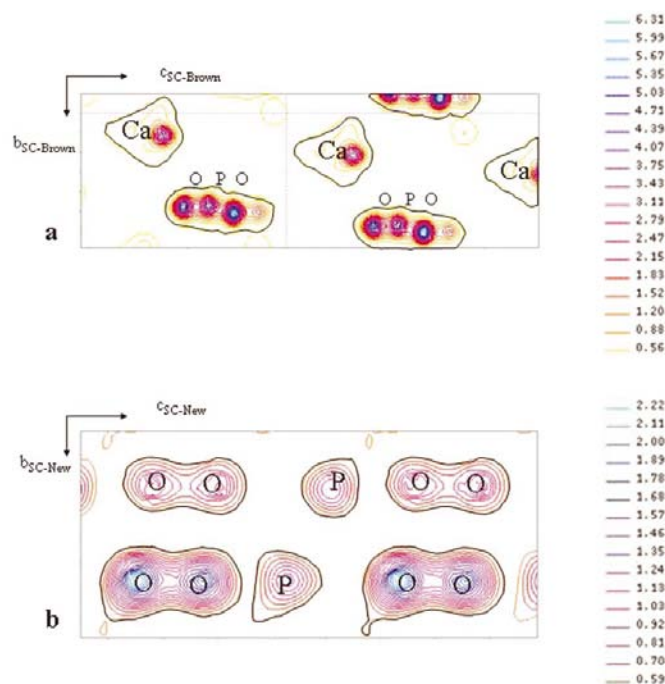 cSC-Brown
bSC-Brown
Ca
O P O
Ca
O P O
Ca
a
6.31
5.99
5.67
5.35
5.03
4.71
4.39
4.07
3.75
3.43
3.11
2.79
2.47
2.15
1.83
1.52
1.20
0.88
0.56
cSC-New
bSC-New
O O P O O
O O P O O
b
2.22
2.11
2.00
1.89
1.78
1.68
1.57
1.46
1.35
1.24
1.13
1.03
0.92
0.81
0.70
0.59